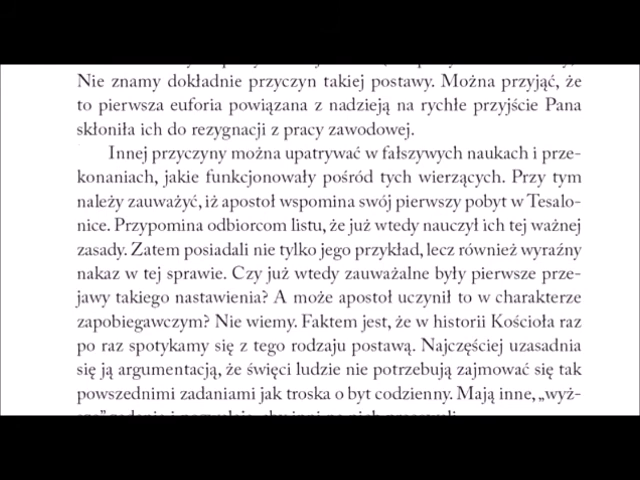 Nie znamy dokładnie przyczyn takiej postawy. Można przyjąć, że
to pierwsza euforia powiązana z nadzieją na rychłe przyjście Pana
skłoniła ich do rezygnacji z pracy zawodowej.
Innej przyczyny można upatrywać w fałszywych naukach i prze-
konaniach, jakie funkcjonowały pośród tych wierzących. Przy tym
należy zauważyć, iż apostoł wspomina swój pierwszy pobyt w Tesalo-
nice. Przypomina odbiorcom listu, że już wtedy nauczył ich tej ważnej
zasady. Zatem posiadali nie tylko jego przykład, lecz również wyraźny
nakaz w tej sprawie. Czy już wtedy zauważalne były pierwsze prze-
jawy takiego nastawienia? A może apostoł uczynił to w charakterze
zapobiegawczym? Nie wiemy. Faktem jest, że w historii Kościoła raz
po raz spotykamy się z tego rodzaju postawą. Najczęściej uzasadnia
się ją argumentacją, że święci ludzie nie potrzebują zajmować się tak
powszednimi zadaniami jak troska o byt codzienny. Mają inne, „wyż-